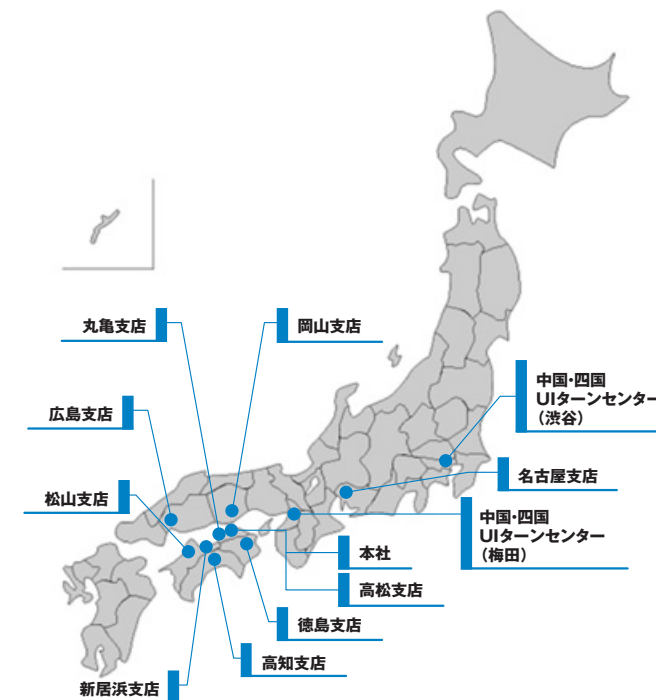 丸亀支店
岡山支店
中国・四国
UIターンセンター
（渋谷）
広島支店
名古屋支店
松山支店
中国・四国
UIターンセンター
（梅田）
本社
高松支店
徳島支店
高知支店
新居浜支店